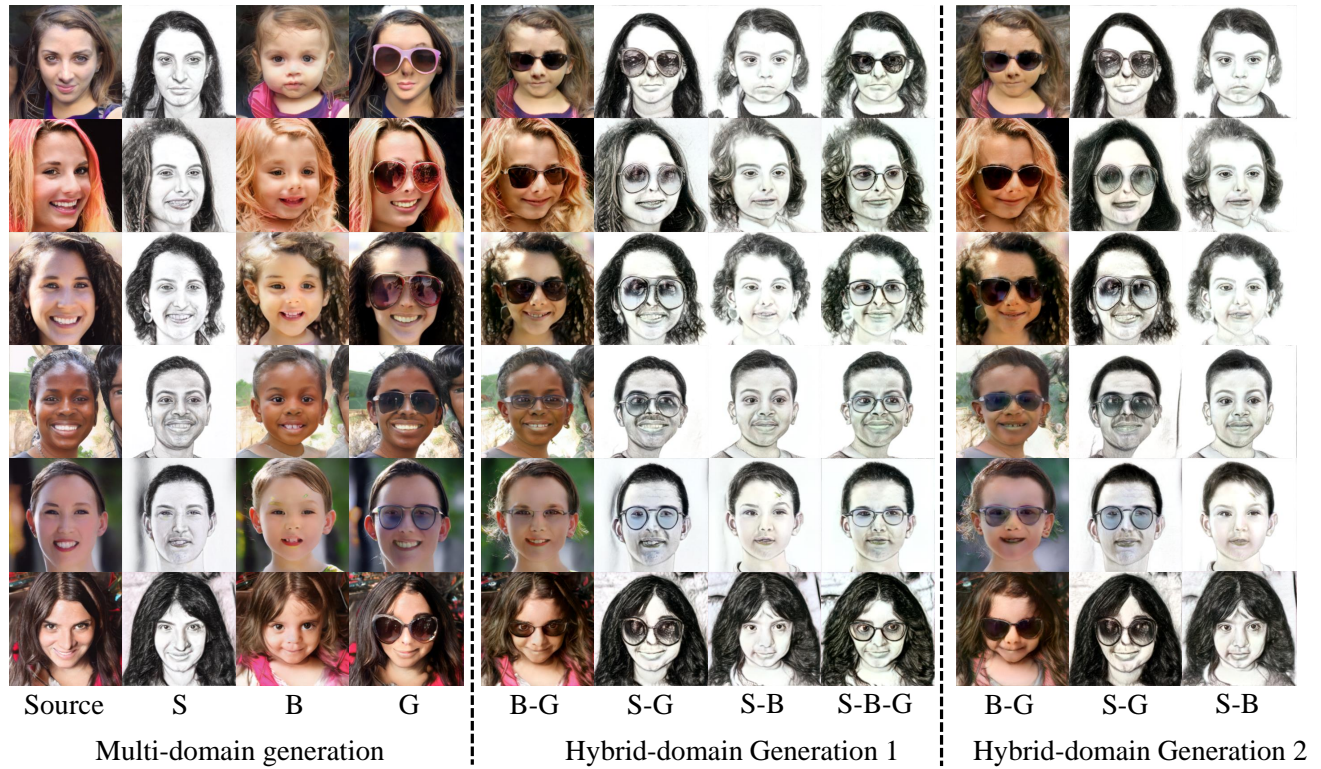 Source S B G B-G S-G S-B S-B-G B-G S-G S-B
Multi-domain generation Hybrid-domain Generation 1 Hybrid-domain Generation 2